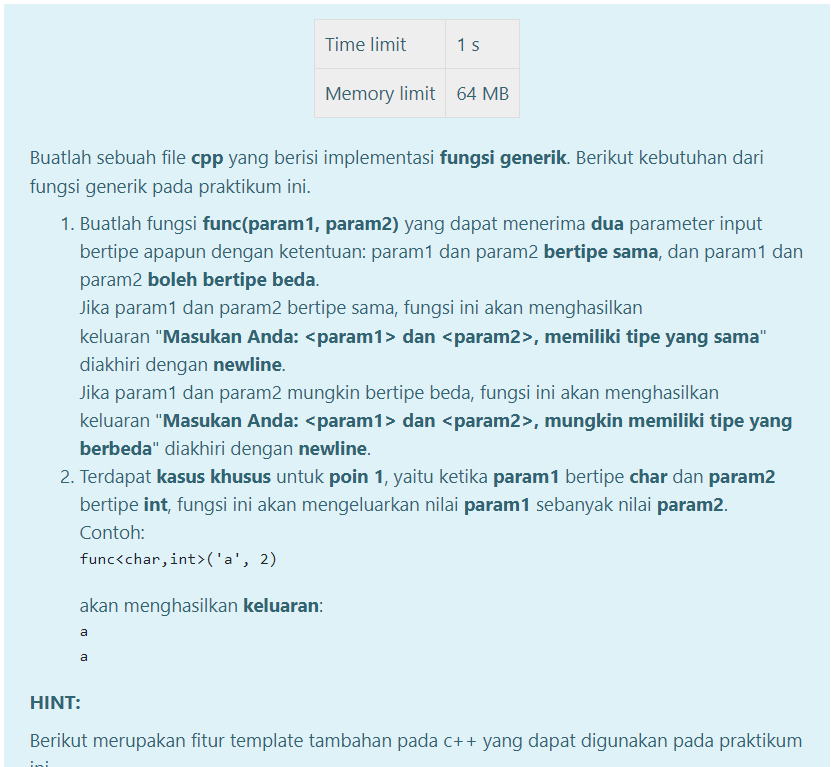 Time limit 1 s
Memory limit 64 MB
Buatlah sebuah file cpp yang berisi implementasi fungsi generik. Berikut kebutuhan dari
fungsi generik pada praktikum ini.
1. Buatlah fungsi func(param1, param2) yang dapat menerima dua parameter input
bertipe apapun dengan ketentuan: param1 dan param2 bertipe sama, dan param1 dan
param2 boleh bertipe beda.
Jika param1 dan param2 bertipe sama, fungsi ini akan menghasilkan
keluaran "Masukan Anda: <param1> dan <param2>, memiliki tipe yang sama"
diakhiri dengan newline.
Jika param1 dan param2 mungkin bertipe beda, fungsi ini akan menghasilkan
keluaran "Masukan Anda: <param1> dan <param2>, mungkin memiliki tipe yang
berbeda" diakhiri dengan newline.
2. Terdapat kasus khusus untuk poin 1, yaitu ketika param1 bertipe char dan param2
bertipe int, fungsi ini akan mengeluarkan nilai param1 sebanyak nilai param2.
Contoh:
func<char,int>('a', 2)
akan menghasilkan keluaran:
a
a
HINT:
Berikut merupakan fitur template tambahan pada c++ yang dapat digunakan pada praktikum